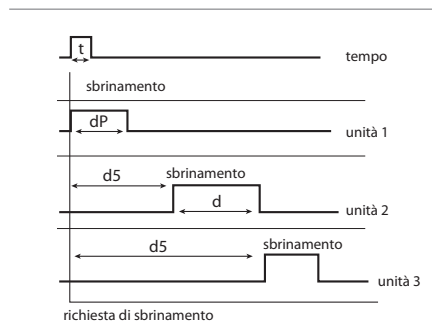 t
tempo
sbrinamento
dP
unità 1
d5 sbrinamento
d
unità 2
d5 sbrinamento
unità 3
richiesta di sbrinamento